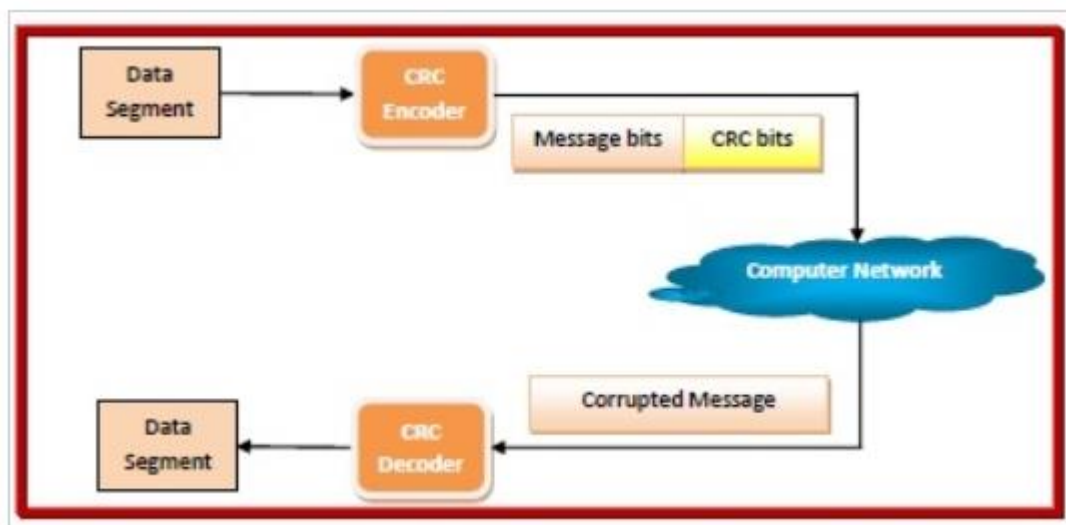 Data
Segment
CRC
Encoder
Message bits
CRC bits
Computer Network
Corrupted Message
Data
Segment
CRC
Decoder